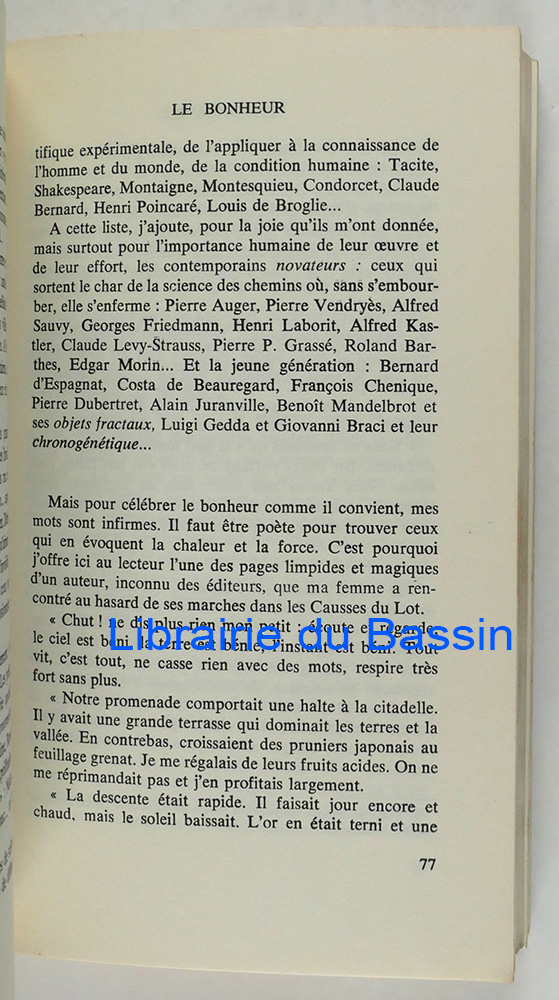 LE BONHEUR
tifique expérimentale, de l'appliquer à la connaissance de
l'homme et du monde, de la condition humaine : Tacite,
Shakespeare, Montaigne, Montesquieu, Condorcet, Claude
Bernard, Henri Poincaré, Louis de Broglie...
A cette liste, j'ajoute, pour la joie qu'ils m'ont donnée,
mais surtout pour l'importance humaine de leur œuvre et
de leur effort, les contemporains novateurs : ceux qui
sortent le char de la science des chemins où, sans s'embour-
ber, elle s'enferme : Pierre Auger, Pierre Vendryès, Alfred
Sauvy, Georges Friedmann, Henri Laborit, Alfred Kas-
tler, Claude Levy-Strauss, Pierre P. Grassé, Roland Bar-
thes, Edgar Morin... Et la jeune génération : Bernard
d'Espagnat, Costa de Beauregard, François Chenique,
Pierre Dubertret, Alain Juranville, Benoît Mandelbrot et
ses objets fractaux, Luigi Gedda et Giovanni Braci et leur
chronogénétique...
Mais pour célébrer le bonheur comme il convient, mes
mots sont infirmes. Il faut être poète pour trouver ceux
qui en évoquent la chaleur et la force. C'est pourquoi
j'offre ici au lecteur l'une des pages limpides et magiques
d'un auteur, inconnu des éditeurs, que ma femme a ren-
contré au hasard de ses marches dans les Causses du Lot.
« Chut ! ne dis plus rien mon petit : écoute et regarde,
le ciel est béni, la terre est bénie, l'instant est béni. Tout
vit, c'est tout, ne casse rien avec des mots, respire très
fort sans plus.
« Notre promenade comportait une halte à la citadelle.
Il y avait une grande terrasse qui dominait les terres et la
vallée. En contrebas, croissaient des pruniers japonais au
feuillage grenat. Je me régalais de leurs fruits acides. On ne
me réprimandait pas et j'en profitais largement.
« La descente était rapide. Il faisait jour encore et
chaud, mais le soleil baissait. L'or en était terni et une
77
Librairie du Bassin